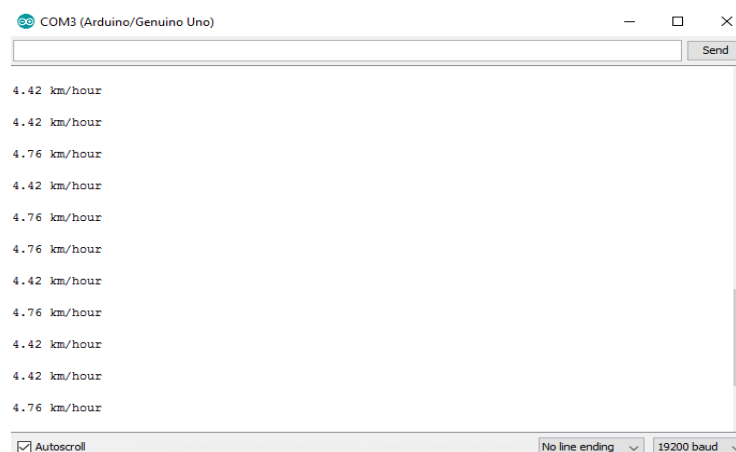 COM3 (Arduino/Genuino Uno)
Send
4.42 km/hour
4.42 km/hour
4.76 km/hour
4.42 km/hour
4.76 km/hour
4.76 km/hour
4.42 km/hour
4.76 km/hour
4.42 km/hour
4.42 km/hour
4.76 km/hour
Autoscroll
No line ending
19200 baud